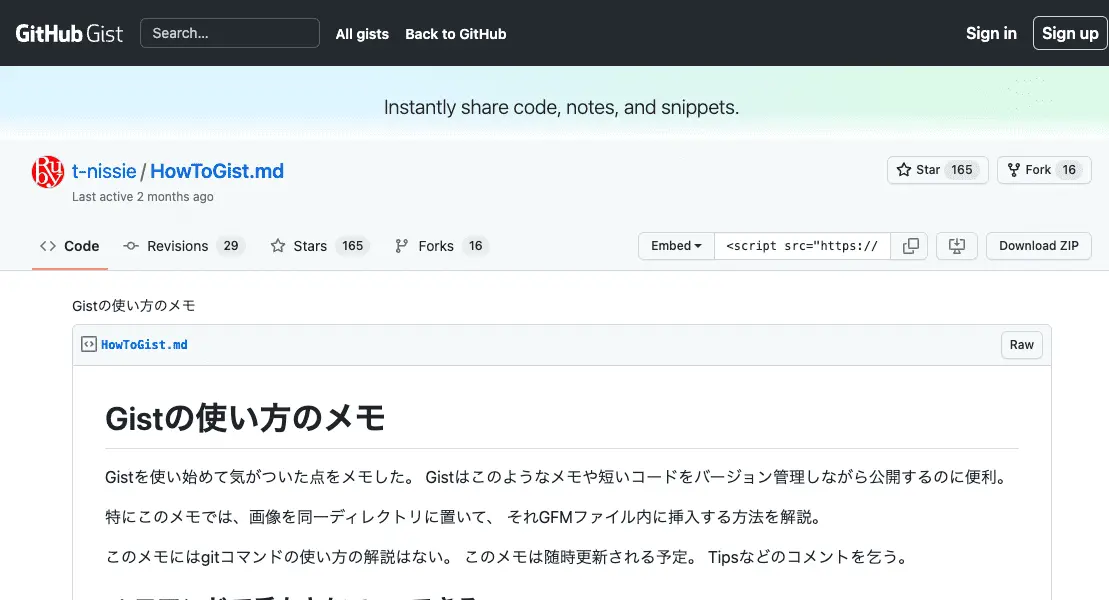 GitHub Gist Search... All gists Back to GitHub Sign in Sign up
Instantly share code, notes, and snippets.
Ruby t-nissie / HowToGist.md Star 165 Fork 16
Last active 2 months ago
Code Revisions 29 Stars 165 Forks 16 Embed <script src="https:// Download ZIP
Gistの使い方のメモ
HowToGist.md Raw
Gistの使い方のメモ
Gistを使い始めて気がついた点をメモした。 Gistはこのようなメモや短いコードをバージョン管理しながら公開するのに便利。
特にこのメモでは、画像を同一ディレクトリに置いて、 それGFMファイル内に挿入する方法を解説。
このメモにはgitコマンドの使い方の解説はない。 このメモは随時更新される予定。 Tipsなどのコメントを乞う。